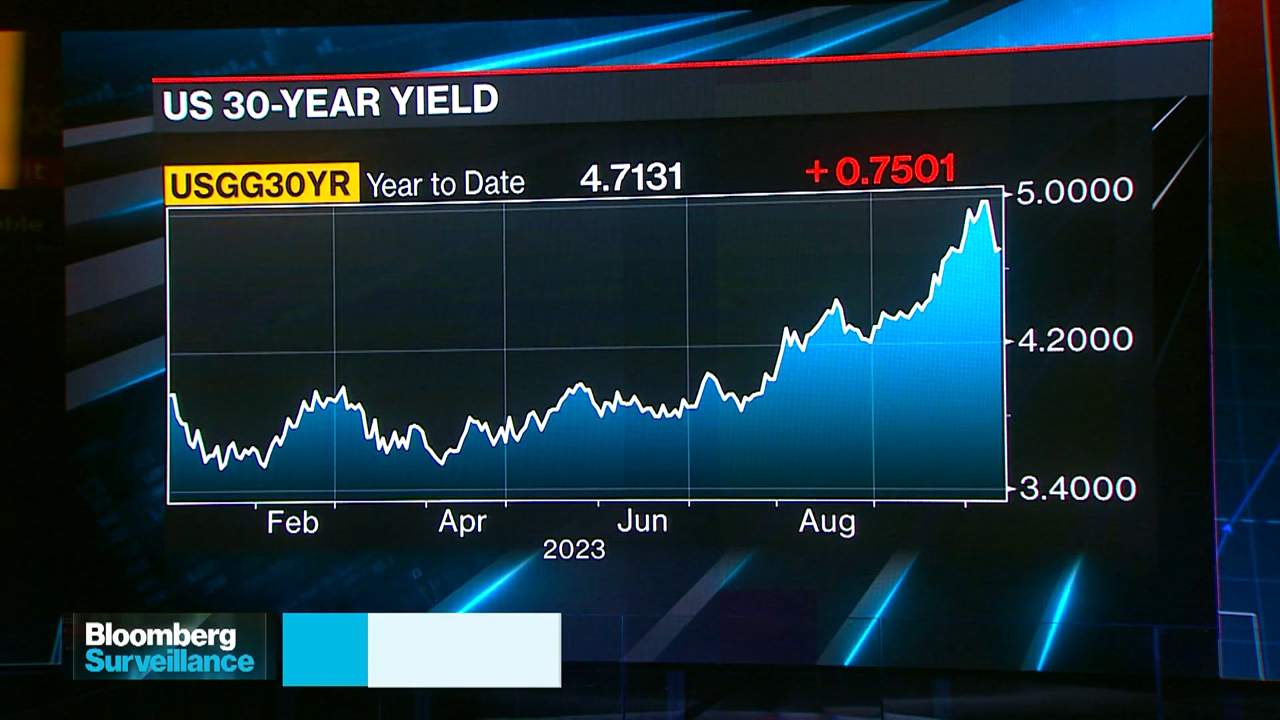 US 30-YEAR YIELD
USGG30YR Year to Date 4.7131 +0.7501
5.0000
4.2000
3.4000
Feb Apr Jun Aug
2023
Bloomberg
Surveillance